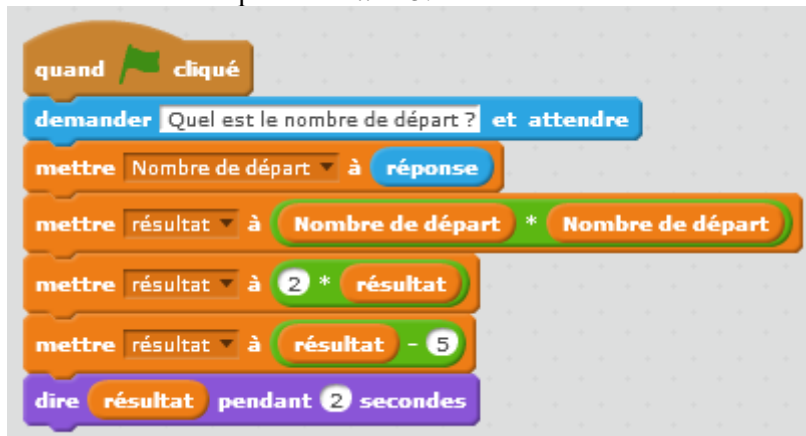 quand cliqué
demander Quel est le nombre de départ ? et attendre
mettre Nombre de départ à réponse
mettre résultat à Nombre de départ * Nombre de départ
mettre résultat à 2 * résultat
mettre résultat à résultat - 5
dire résultat pendant 2 secondes